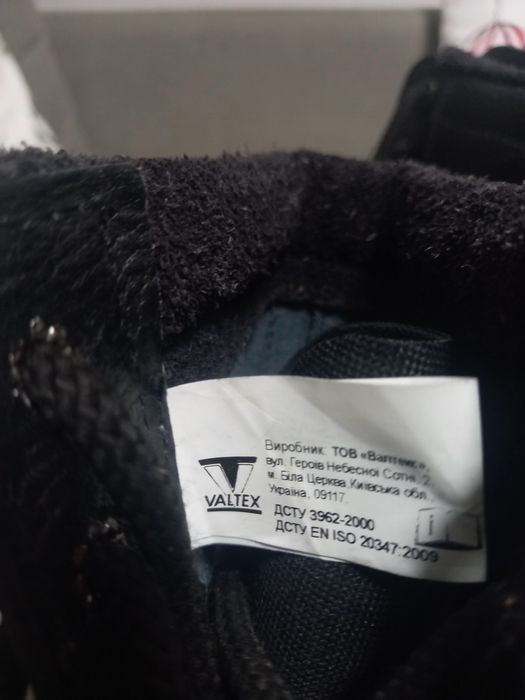 VALTEX
Виробник: ТОВ «Валтекс»,
вул. Героїв Небесної Сотні, 2,
м. Біла Церква Київська обл.,
Україна, 09117.
ДСТУ 3962-2000
ДСТУ EN ISO 20347:2009